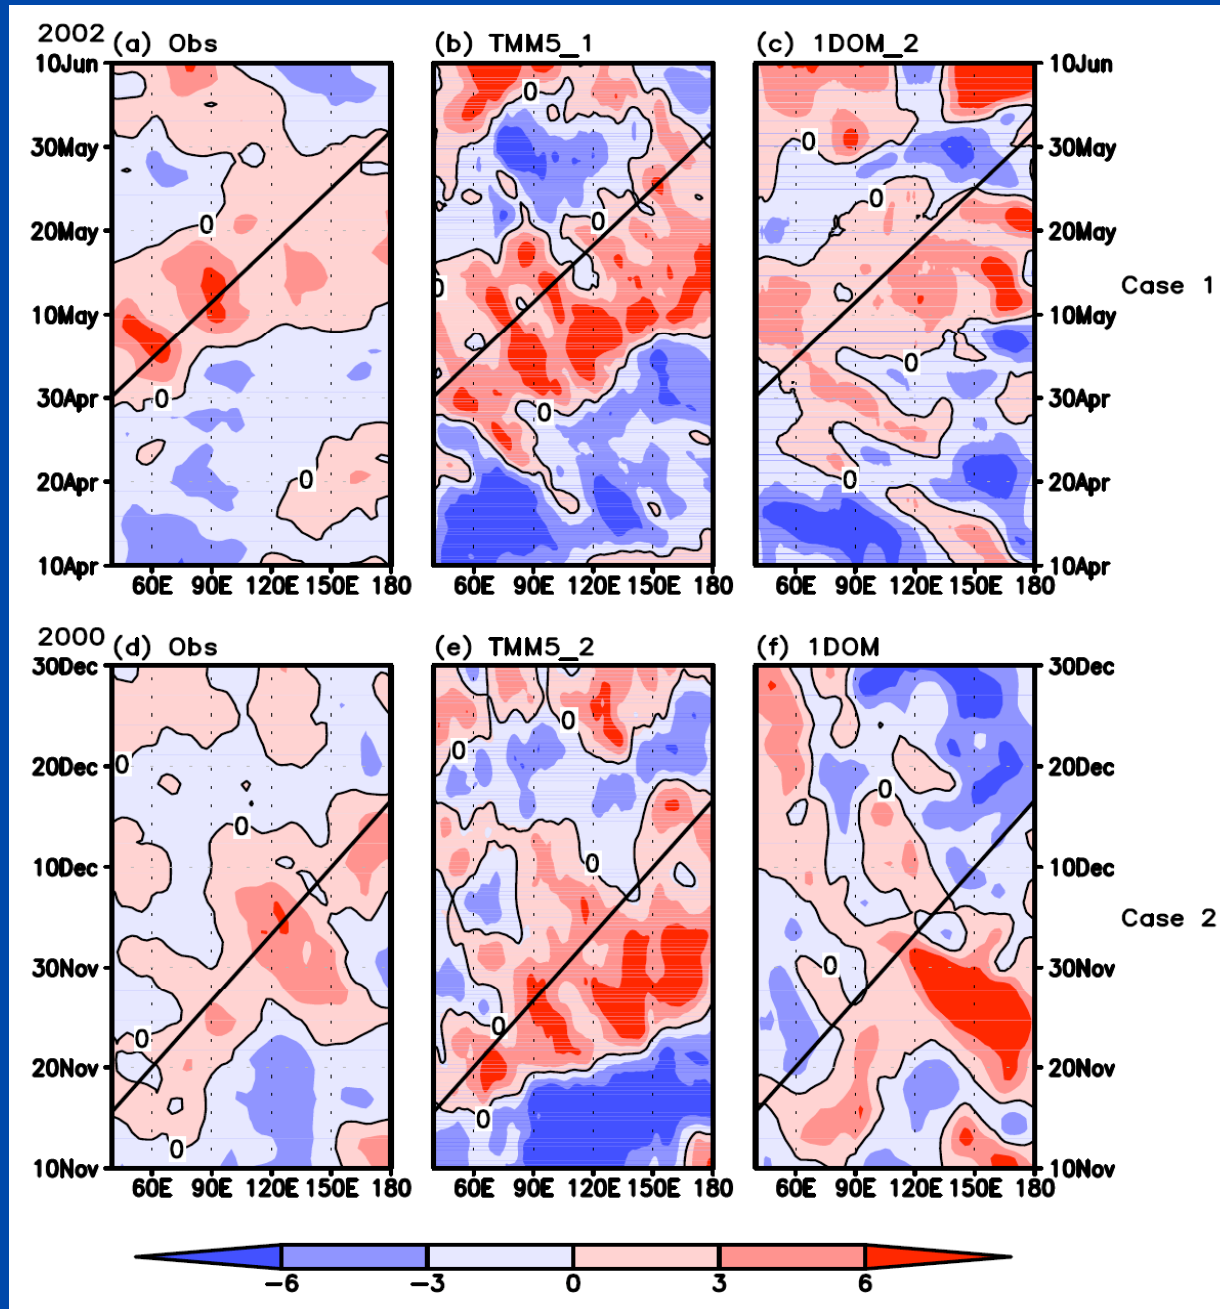 2002 (a) Obs (b) TMM5_1 (c) 1DOM_2
10Jun 10Jun
0
0
30May 30May
0
0 0
20May 20May
0 Case 1
10May 10May
0
0 30Apr 0 30Apr
0 0
20Apr 20Apr
10Apr 10Apr
60E 90E 120E 150E 180 60E 90E 120E 150E 180 60E 90E 120E 150E 180
2000 (d) Obs (e) TMM5_2 (f) 1DOM
30Dec 30Dec
0
0
0 20Dec 20Dec
0
0
10Dec 0 10Dec
Case 2
30Nov 0 30Nov
0 0
20Nov 20Nov
0
0
10Nov 10Nov
60E 90E 120E 150E 180 60E 90E 120E 150E 180 60E 90E 120E 150E 180
-6 -3 0 3 6